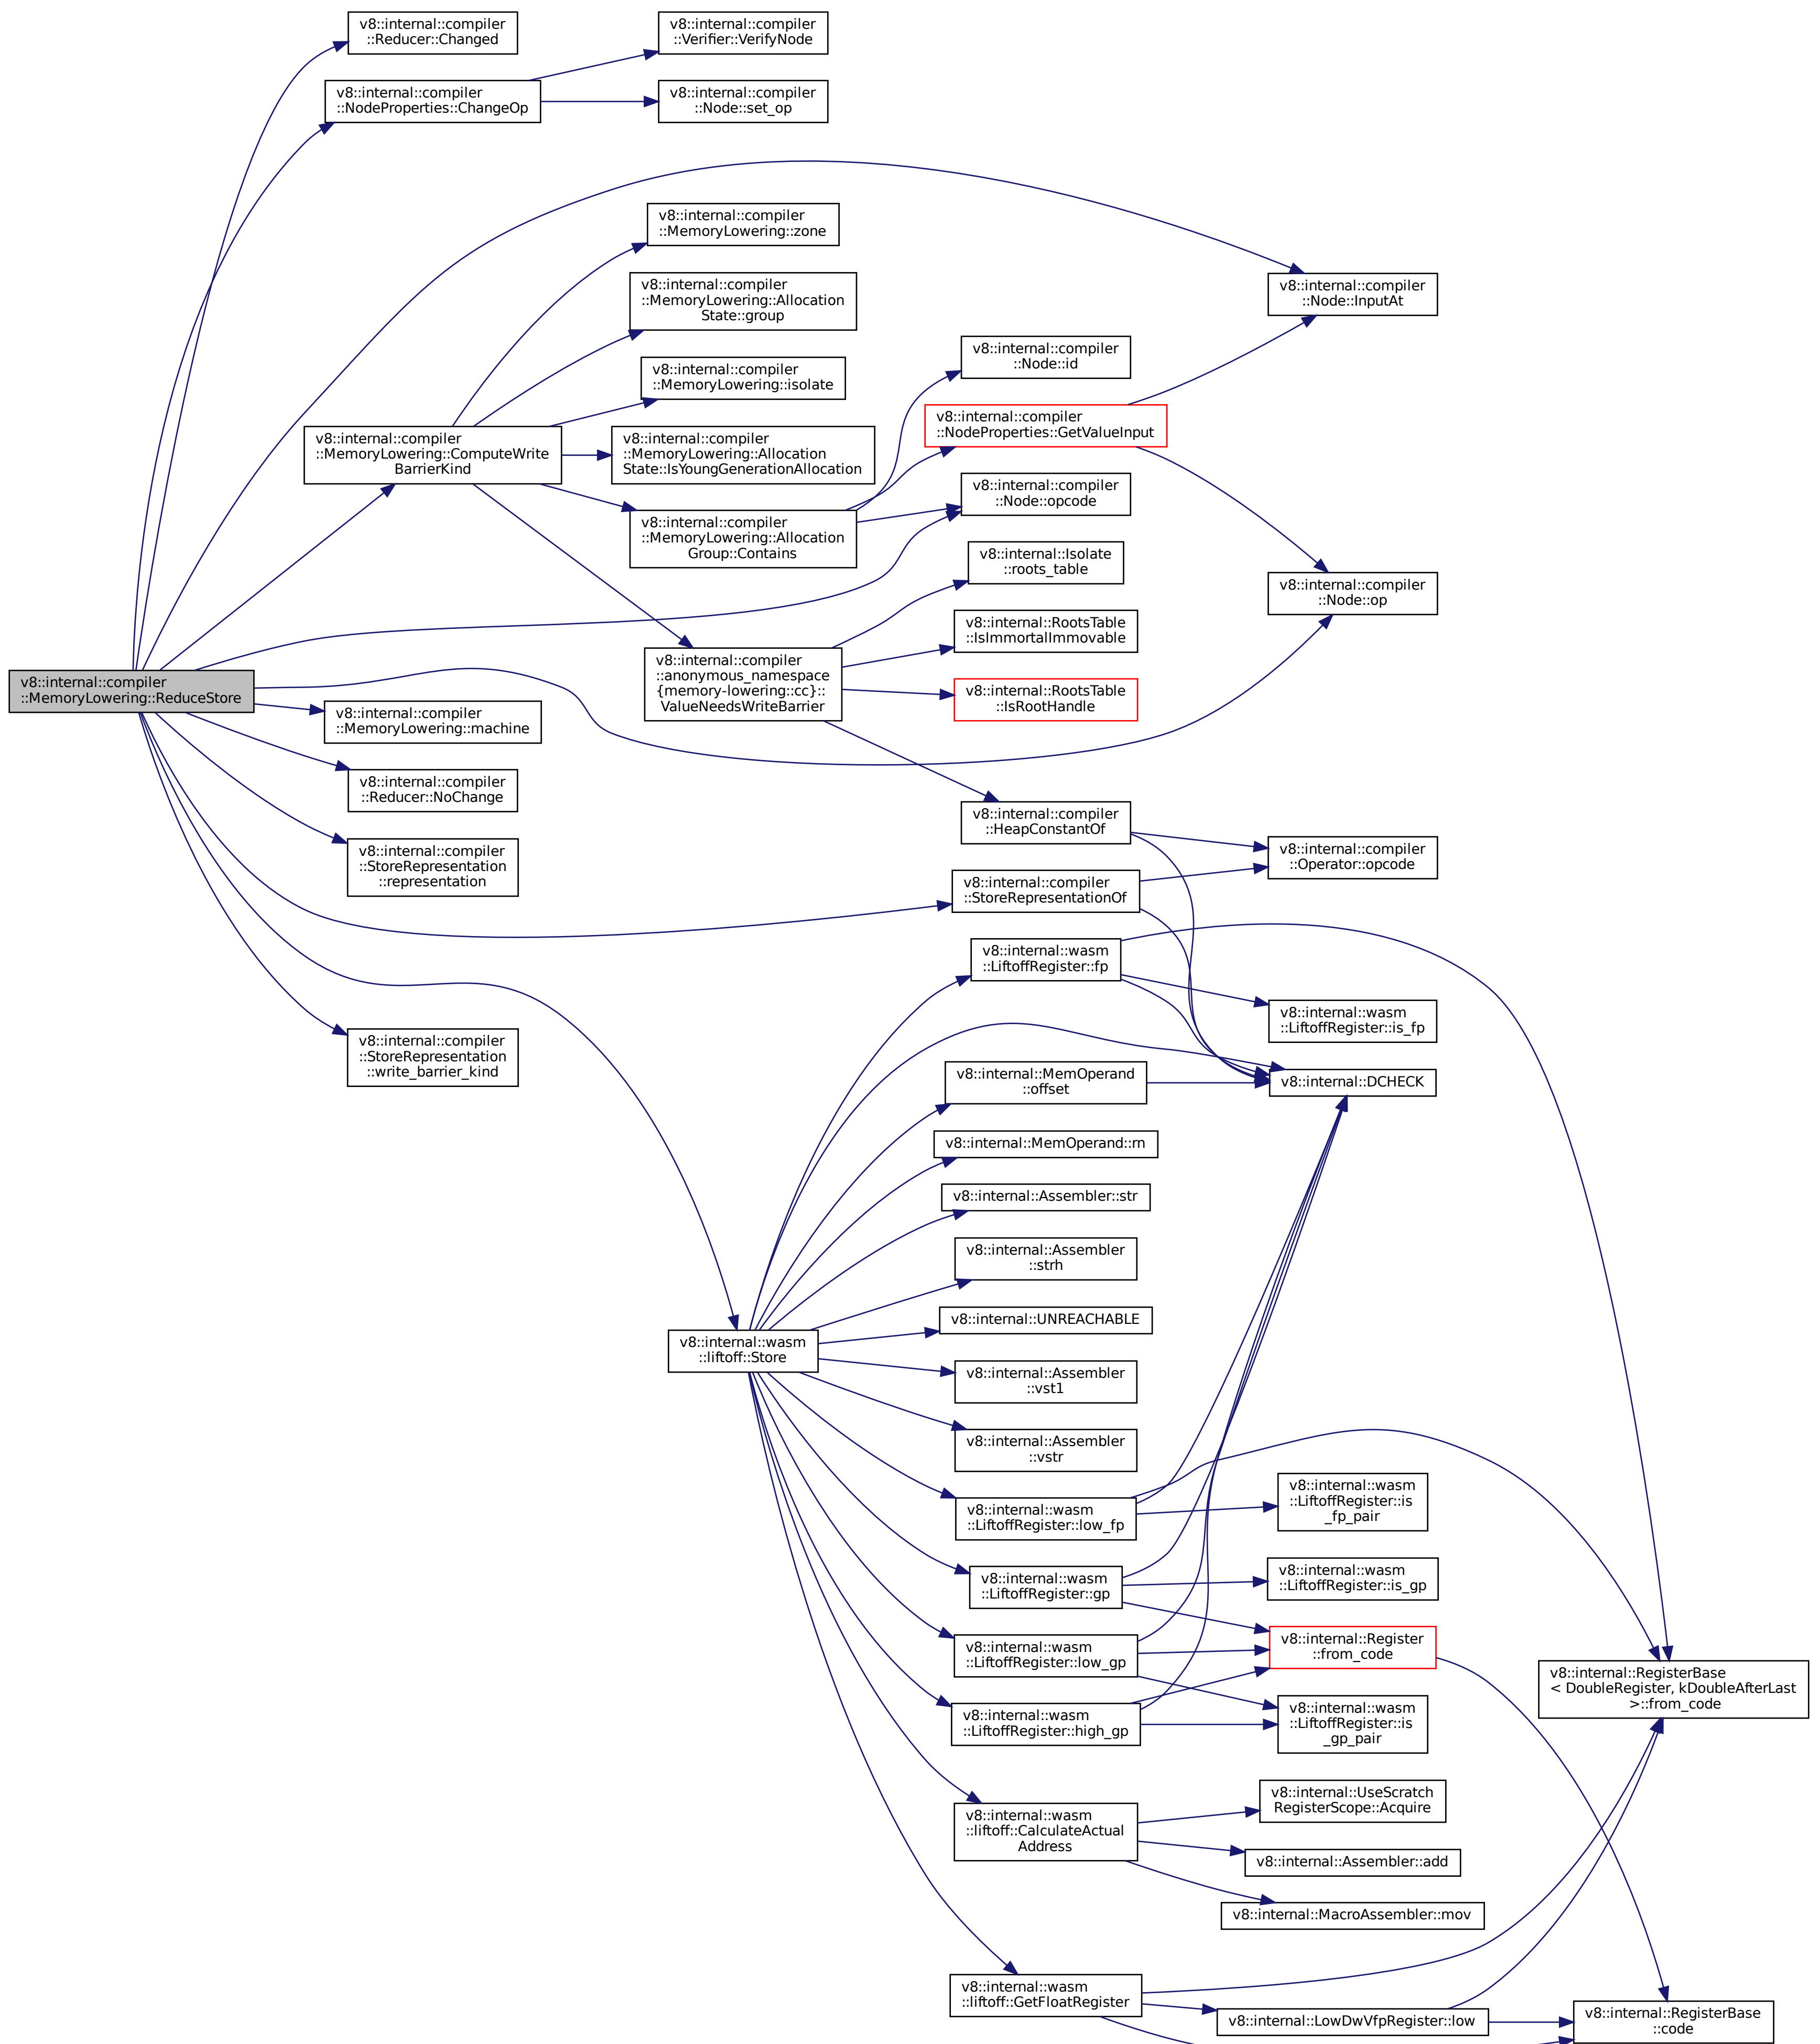 v8::internal::compiler
::Reducer::Changed
v8::internal::compiler
::Verifier::VerifyNode
v8::internal::compiler
::NodeProperties::ChangeOp
v8::internal::compiler
::Node::set_op
v8::internal::compiler
::MemoryLowering::zone
v8::internal::compiler
::MemoryLowering::Allocation
State::group
v8::internal::compiler
::Node::InputAt
v8::internal::compiler
::Node::id
v8::internal::compiler
::MemoryLowering::isolate
v8::internal::compiler
::NodeProperties::GetValueInput
v8::internal::compiler
::MemoryLowering::ComputeWrite
BarrierKind
v8::internal::compiler
::MemoryLowering::Allocation
State::IsYoungGenerationAllocation
v8::internal::compiler
::Node::opcode
v8::internal::compiler
::MemoryLowering::Allocation
Group::Contains
v8::internal::Isolate
::roots_table
v8::internal::compiler
::Node::op
v8::internal::RootsTable
::IsImmortalImmovable
v8::internal::compiler
::anonymous_namespace
{memory-lowering::cc}::
ValueNeedsWriteBarrier
v8::internal::RootsTable
::IsRootHandle
v8::internal::compiler
::MemoryLowering::ReduceStore
v8::internal::compiler
::MemoryLowering::machine
v8::internal::compiler
::Reducer::NoChange
v8::internal::compiler
::HeapConstantOf
v8::internal::compiler
::StoreRepresentation
::representation
v8::internal::compiler
::Operator::opcode
v8::internal::compiler
::StoreRepresentationOf
v8::internal::wasm
::LiftoffRegister::fp
v8::internal::wasm
::LiftoffRegister::is_fp
v8::internal::compiler
::StoreRepresentation
::write_barrier_kind
v8::internal::MemOperand
::offset
v8::internal::DCHECK
v8::internal::MemOperand::rn
v8::internal::Assembler::str
v8::internal::Assembler
::strh
v8::internal::UNREACHABLE
v8::internal::wasm
::liftoff::Store
v8::internal::Assembler
::vst1
v8::internal::Assembler
::vstr
v8::internal::wasm
::LiftoffRegister::low_fp
v8::internal::wasm
::LiftoffRegister::is
_fp_pair
v8::internal::wasm
::LiftoffRegister::gp
v8::internal::wasm
::LiftoffRegister::is_gp
v8::internal::wasm
::LiftoffRegister::low_gp
v8::internal::Register
::from_code
v8::internal::RegisterBase
< DoubleRegister, kDoubleAfterLast
>::from_code
v8::internal::wasm
::LiftoffRegister::high_gp
v8::internal::wasm
::LiftoffRegister::is
_gp_pair
v8::internal::UseScratch
RegisterScope::Acquire
v8::internal::wasm
::liftoff::CalculateActual
Address
v8::internal::Assembler::add
v8::internal::MacroAssembler::mov
v8::internal::wasm
::liftoff::GetFloatRegister
v8::internal::LowDwVfpRegister::low
v8::internal::RegisterBase
::code